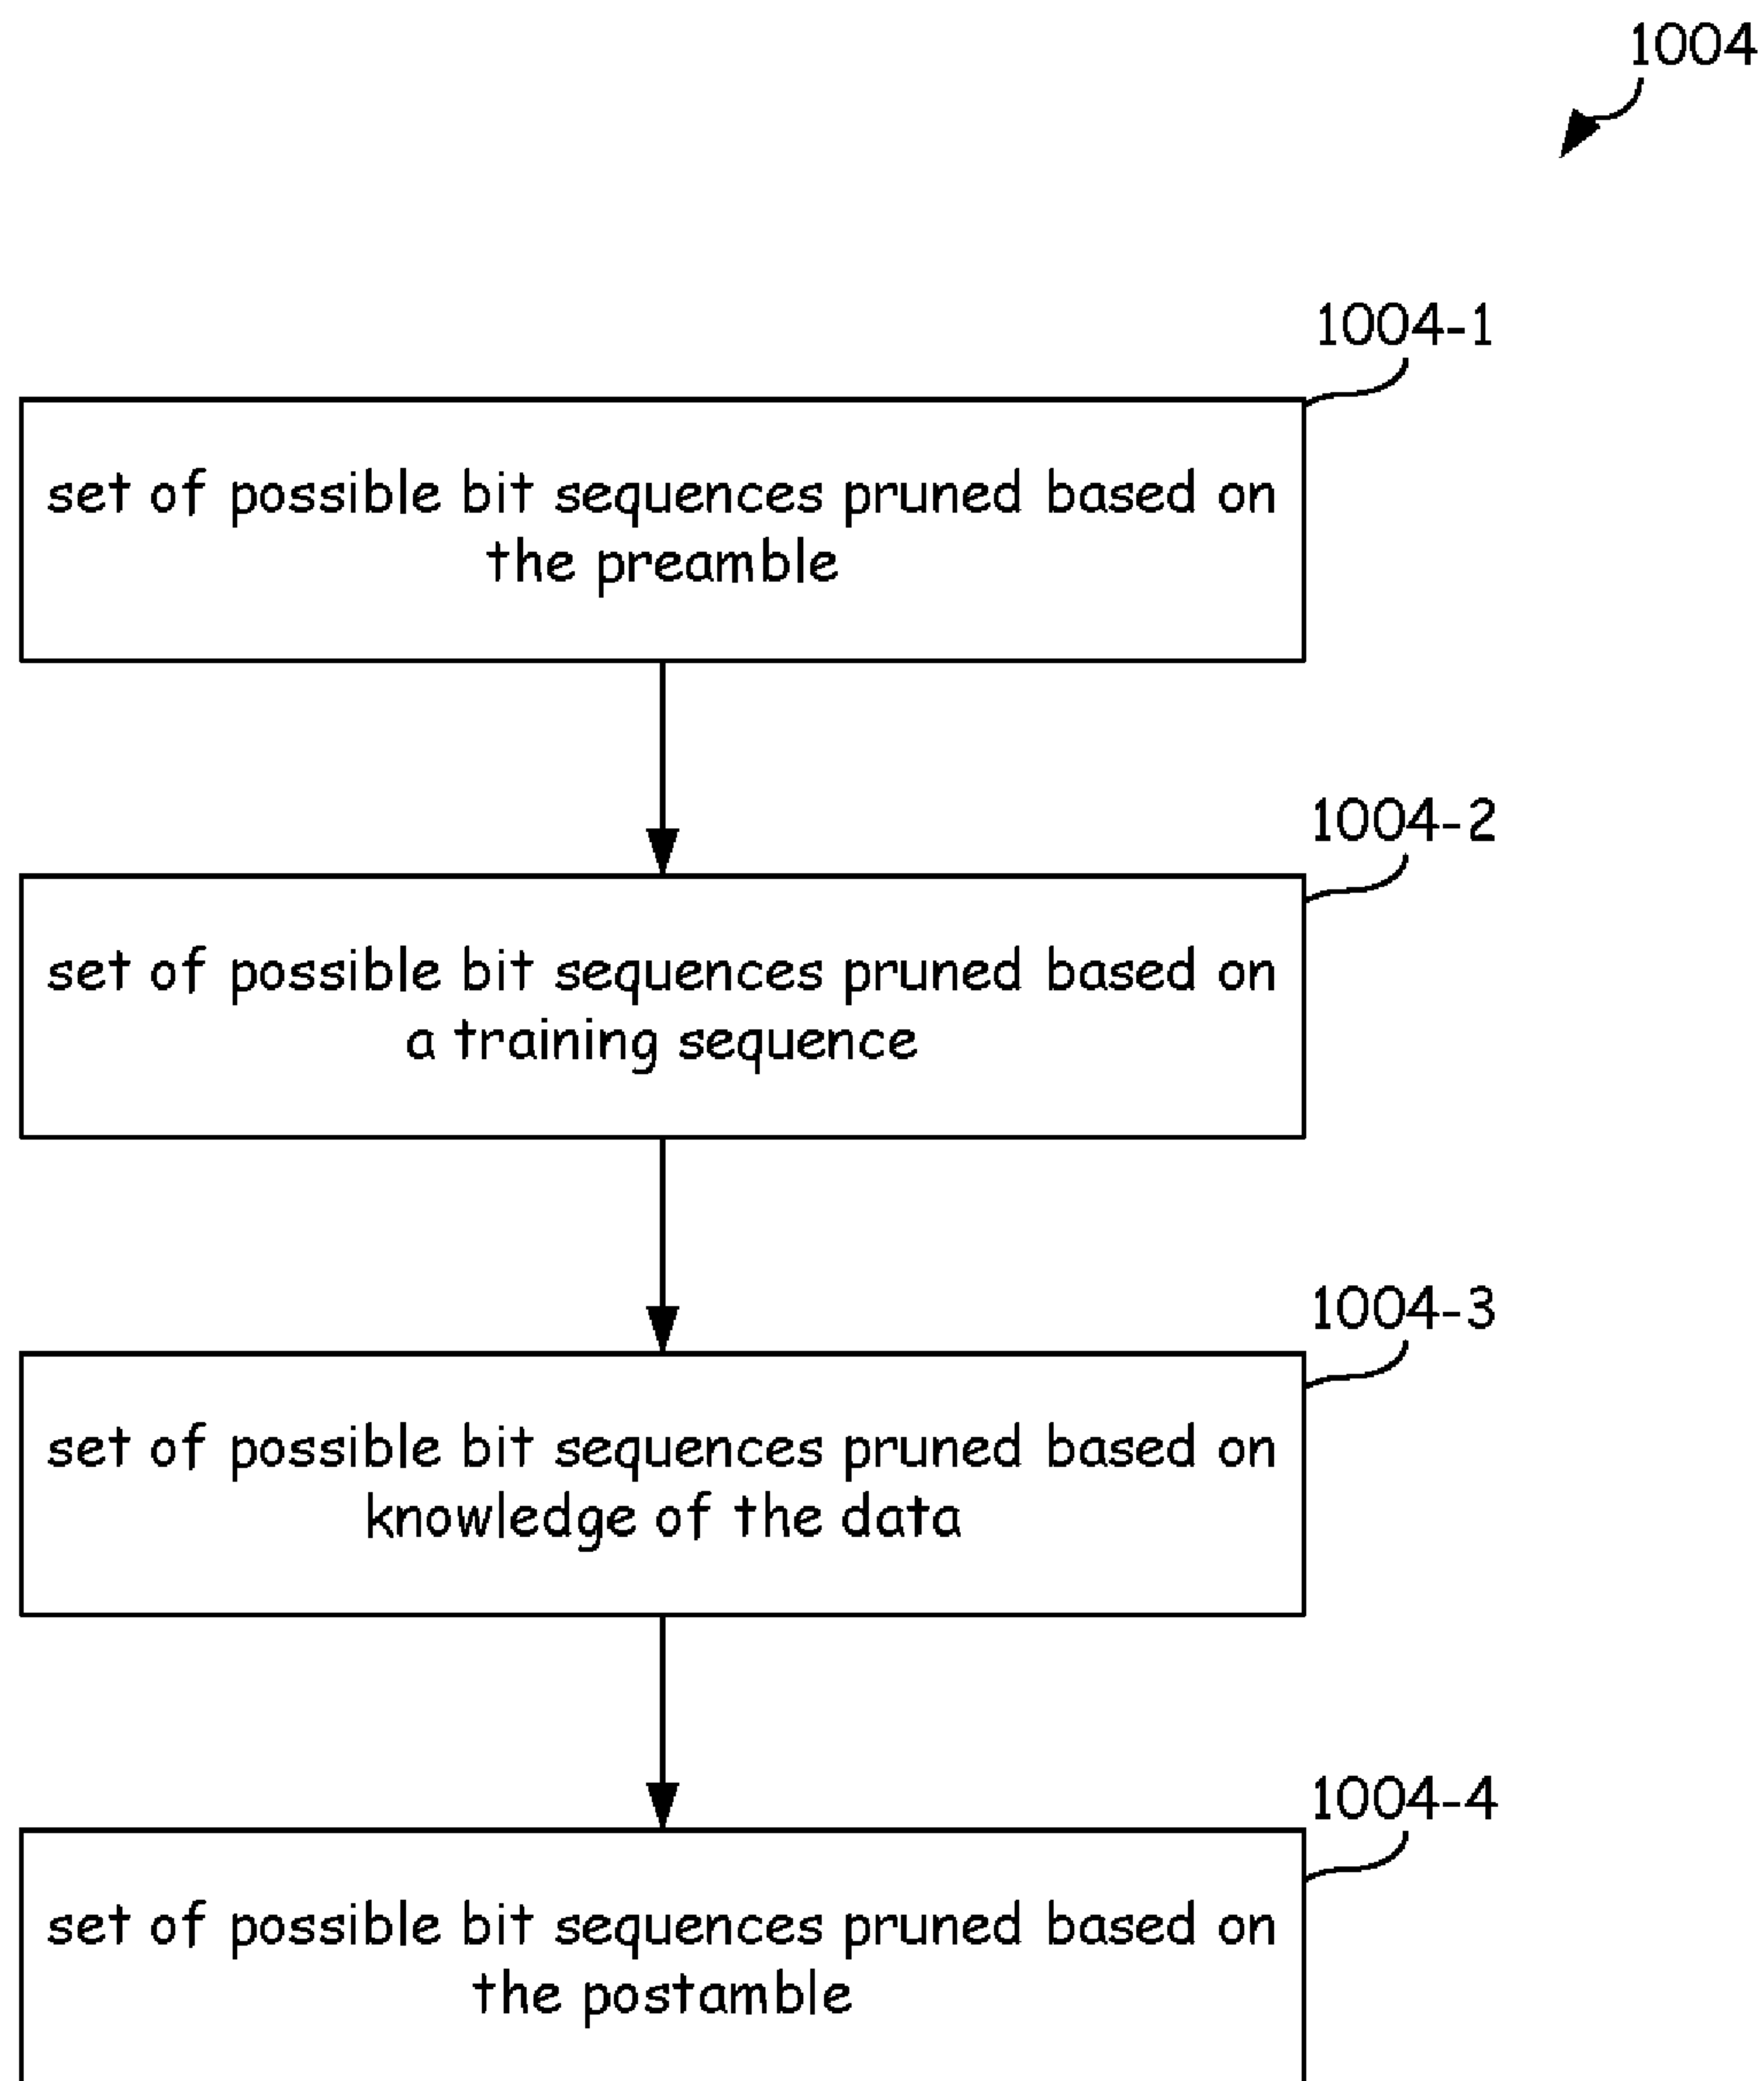 1004
1004-1
set of possible bit sequences pruned based on
the preamble
1004-2
set of possible bit sequences pruned based on
a training sequence
1004-3
set of possible bit sequences pruned based on
knowledge of the data
1004-4
set of possible bit sequences pruned based on
the postamble